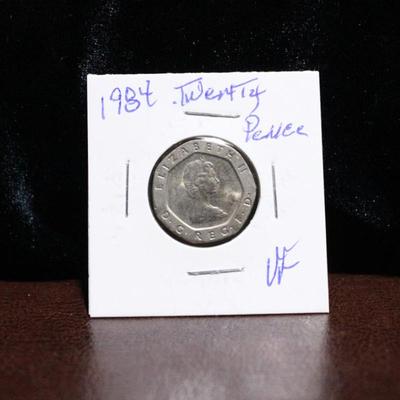 1984 Twenty
Pence
ELIZABETH II
D·G·REG·F·D·
VF